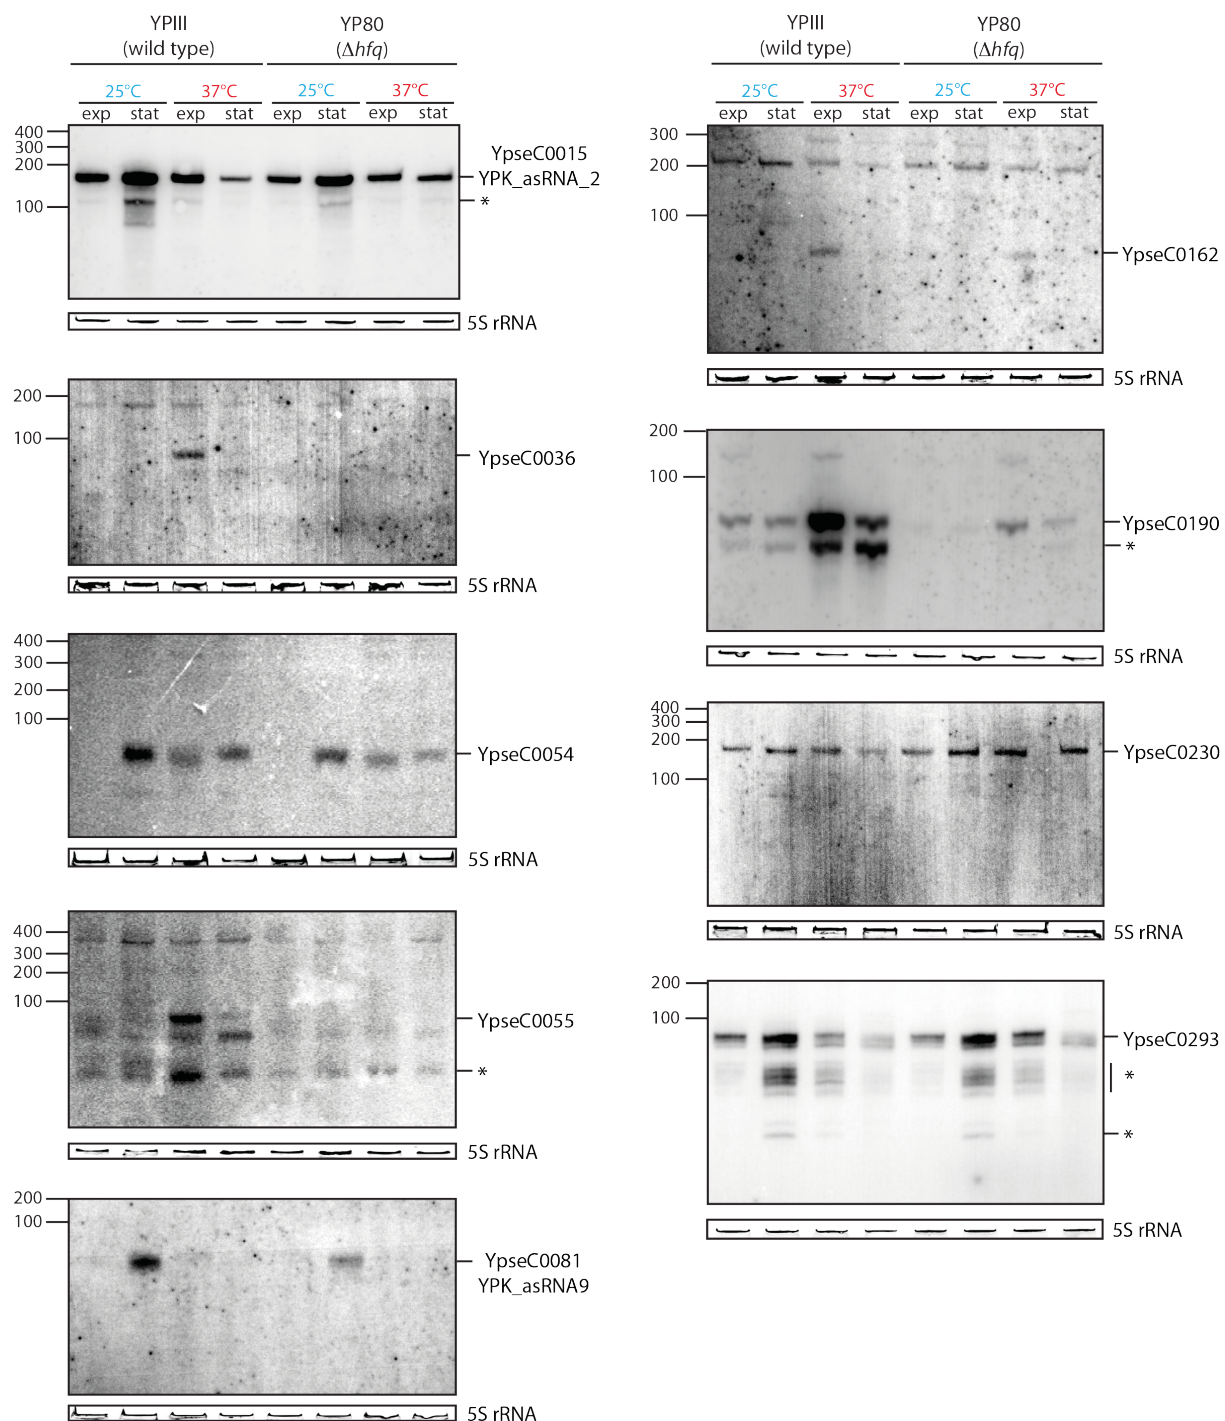 YPIII
(wild type)
YP80
(Δhfq)
25°C
37°C
25°C
37°C
exp
stat
exp
stat
exp
stat
exp
stat
400
300
200
100
YpseC0015
YPK_asRNA_2
*
5S rRNA
200
100
YpseC0036
5S rRNA
400
300
200
100
YpseC0054
5S rRNA
400
300
200
100
YpseC0055
*
5S rRNA
200
100
YpseC0081
YPK_asRNA9
5S rRNA
YPIII
(wild type)
YP80
(Δhfq)
25°C
37°C
25°C
37°C
exp
stat
exp
stat
exp
stat
exp
stat
300
200
100
YpseC0162
5S rRNA
200
100
YpseC0190
*
5S rRNA
400
300
200
100
YpseC0230
5S rRNA
200
100
YpseC0293
*
*
5S rRNA